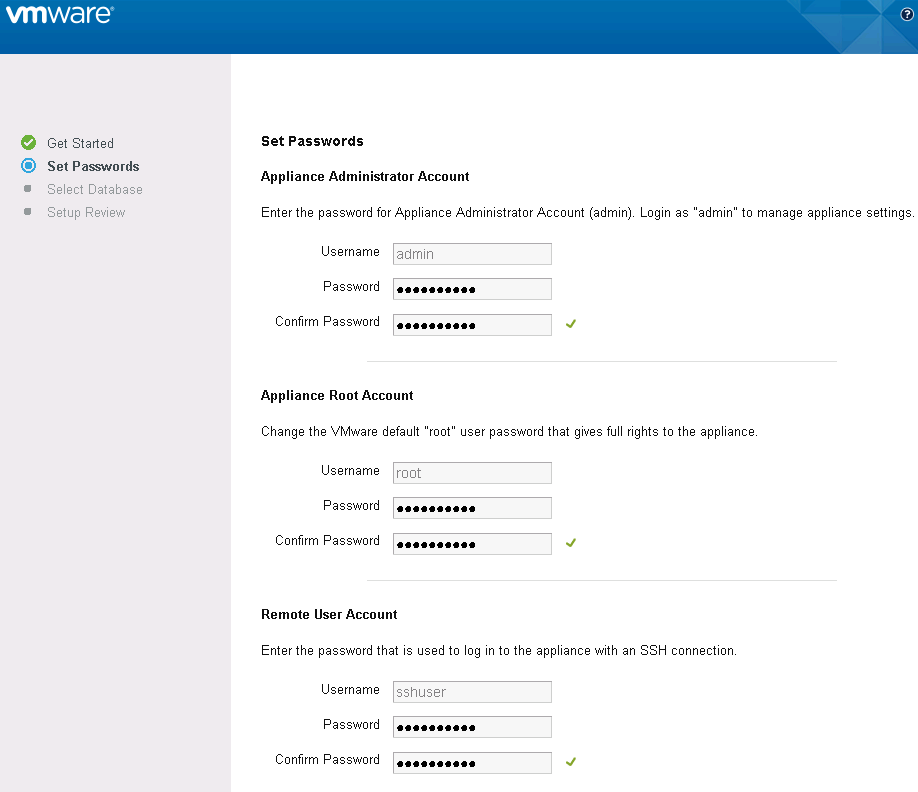 vmware®
?
Get Started
Set Passwords
Select Database
Setup Review
Set Passwords
Appliance Administrator Account
Enter the password for Appliance Administrator Account (admin). Login as "admin" to manage appliance settings.
Username admin
Password ●●●●●●●●●●
Confirm Password ●●●●●●●●●●
Appliance Root Account
Change the VMware default "root" user password that gives full rights to the appliance.
Username root
Password ●●●●●●●●●●
Confirm Password ●●●●●●●●●●
Remote User Account
Enter the password that is used to log in to the appliance with an SSH connection.
Username sshuser
Password ●●●●●●●●●●
Confirm Password ●●●●●●●●●●